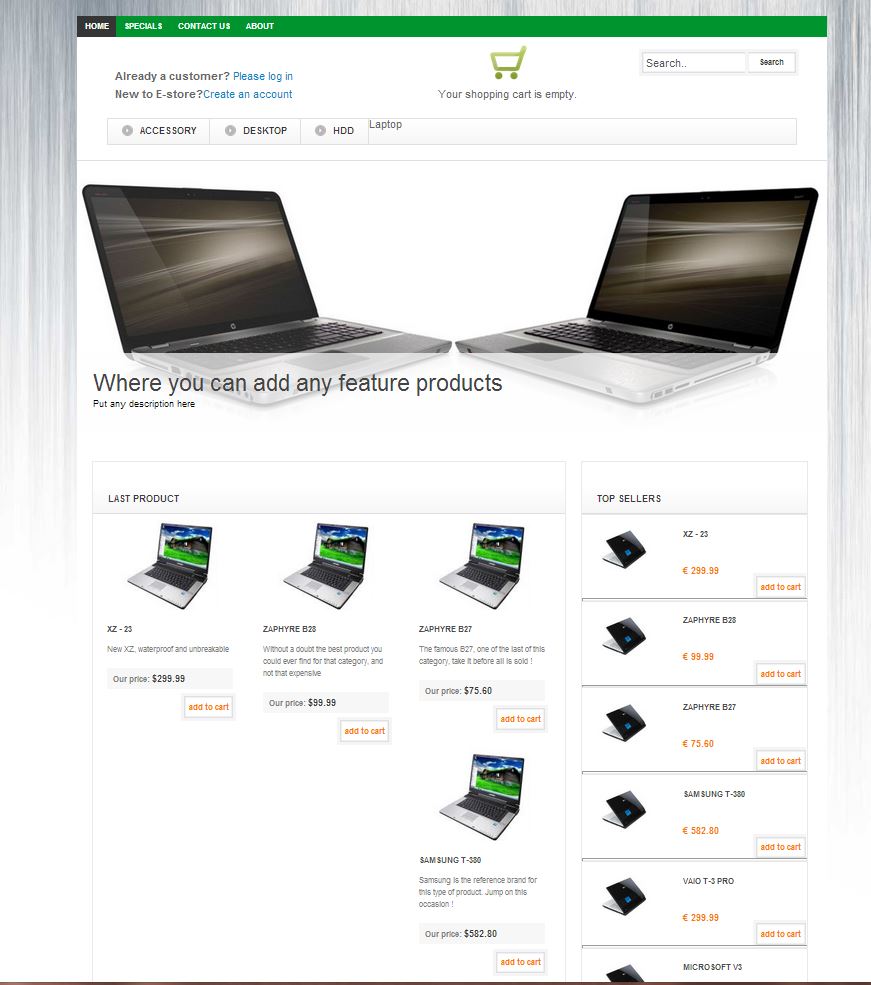 HOME SPECIALS CONTACT US ABOUT
Already a customer? Please log in
New to E-store?Create an account
Your shopping cart is empty.
Search.. Search
ACCESSORY DESKTOP HDD Laptop
Where you can add any feature products
Put any description here
LAST PRODUCT
XZ - 23
New XZ, waterproof and unbreakable
Our price: $299.99
add to cart
ZAPHYRE B28
Without a doubt the best product you
could ever find for that category, and
not that expensive.
Our price: $99.99
add to cart
ZAPHYRE B27
The famous B27, one of the last of this
category, take it before all is sold !
Our price: $75.60
add to cart
SAMSUNG T-380
Samsung is the reference brand for
this type of product. Jump on this
occasion !
Our price: $582.80
add to cart
TOP SELLERS
XZ - 23
€ 299.99
add to cart
ZAPHYRE B28
€ 99.99
add to cart
ZAPHYRE B27
€ 75.60
add to cart
SAMSUNG T-380
€ 582.80
add to cart
VAIO T-3 PRO
€ 299.99
add to cart
MICROSOFT V3